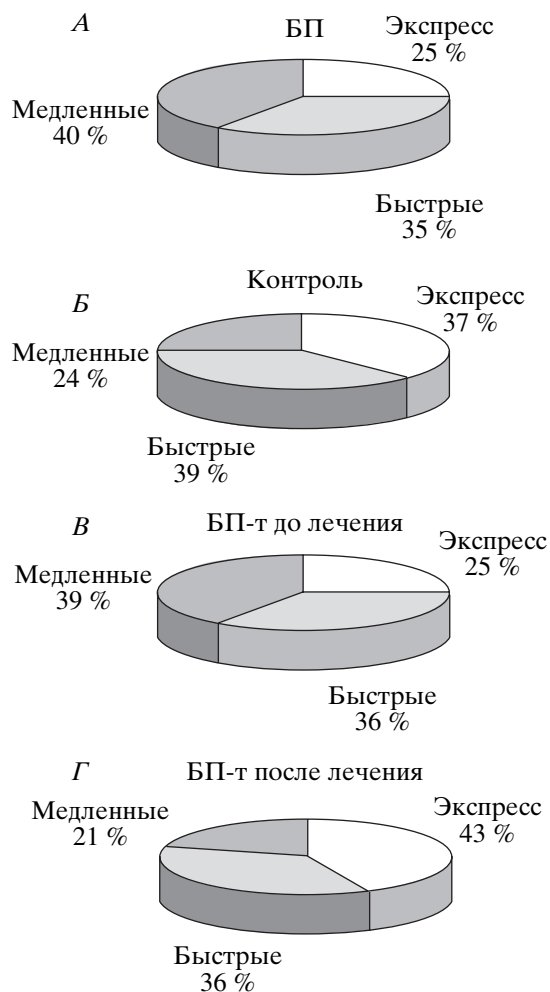 А
БП
Экспресс
25 %
Медленные
40 %
Быстрые
35 %
Б
Контроль
Экспресс
37 %
Медленные
24 %
Быстрые
39 %
В
БП-т до лечения
Экспресс
25 %
Медленные
39 %
Быстрые
36 %
Г
БП-т после лечения
Медленные
21 %
Экспресс
43 %
Быстрые
36 %